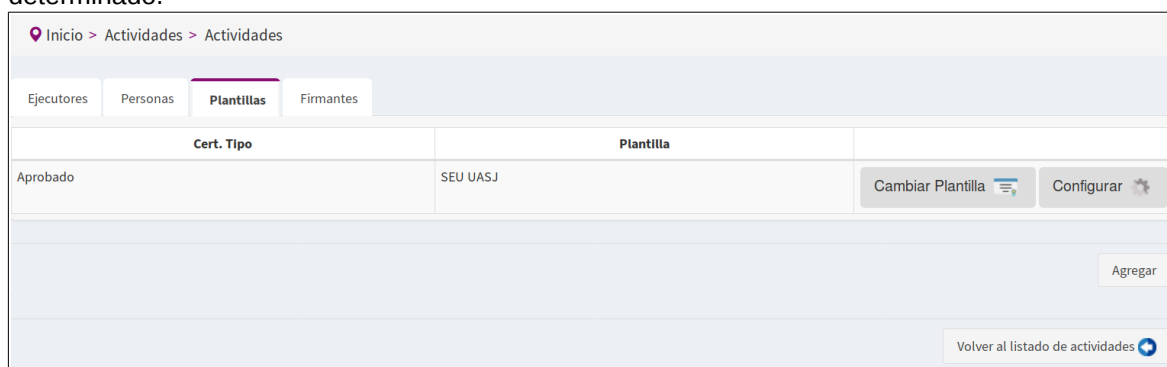 determinado.
Inicio > Actividades > Actividades
Ejecutores Personas Plantillas Firmantes
Cert. Tipo Plantilla
Aprobado SEU UASJ Cambiar Plantilla Configurar
Agregar
Volver al listado de actividades